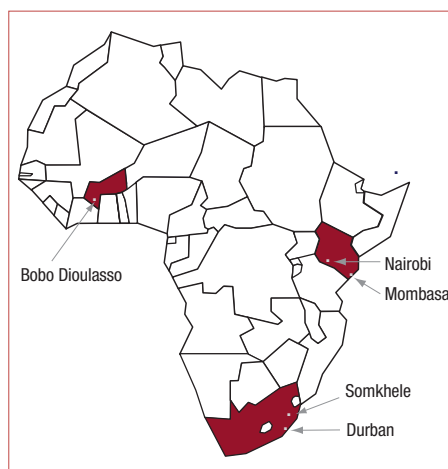 Bobo Dioulasso
Nairobi
Mombasa
Somkhele
Durban